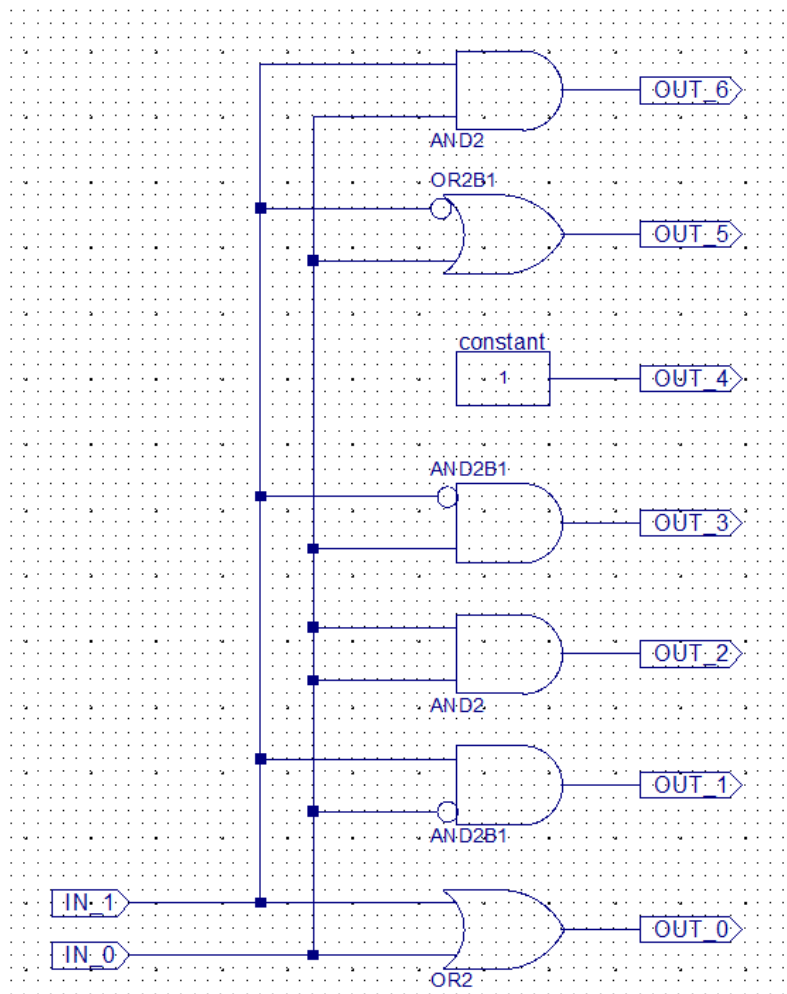 OUT_6
AND2
OR2B1
OUT_5
constant
1
OUT_4
AND2B1
OUT_3
OUT_2
AND2
OUT_1
AND2B1
IN_1
OUT_0
IN_0
OR2